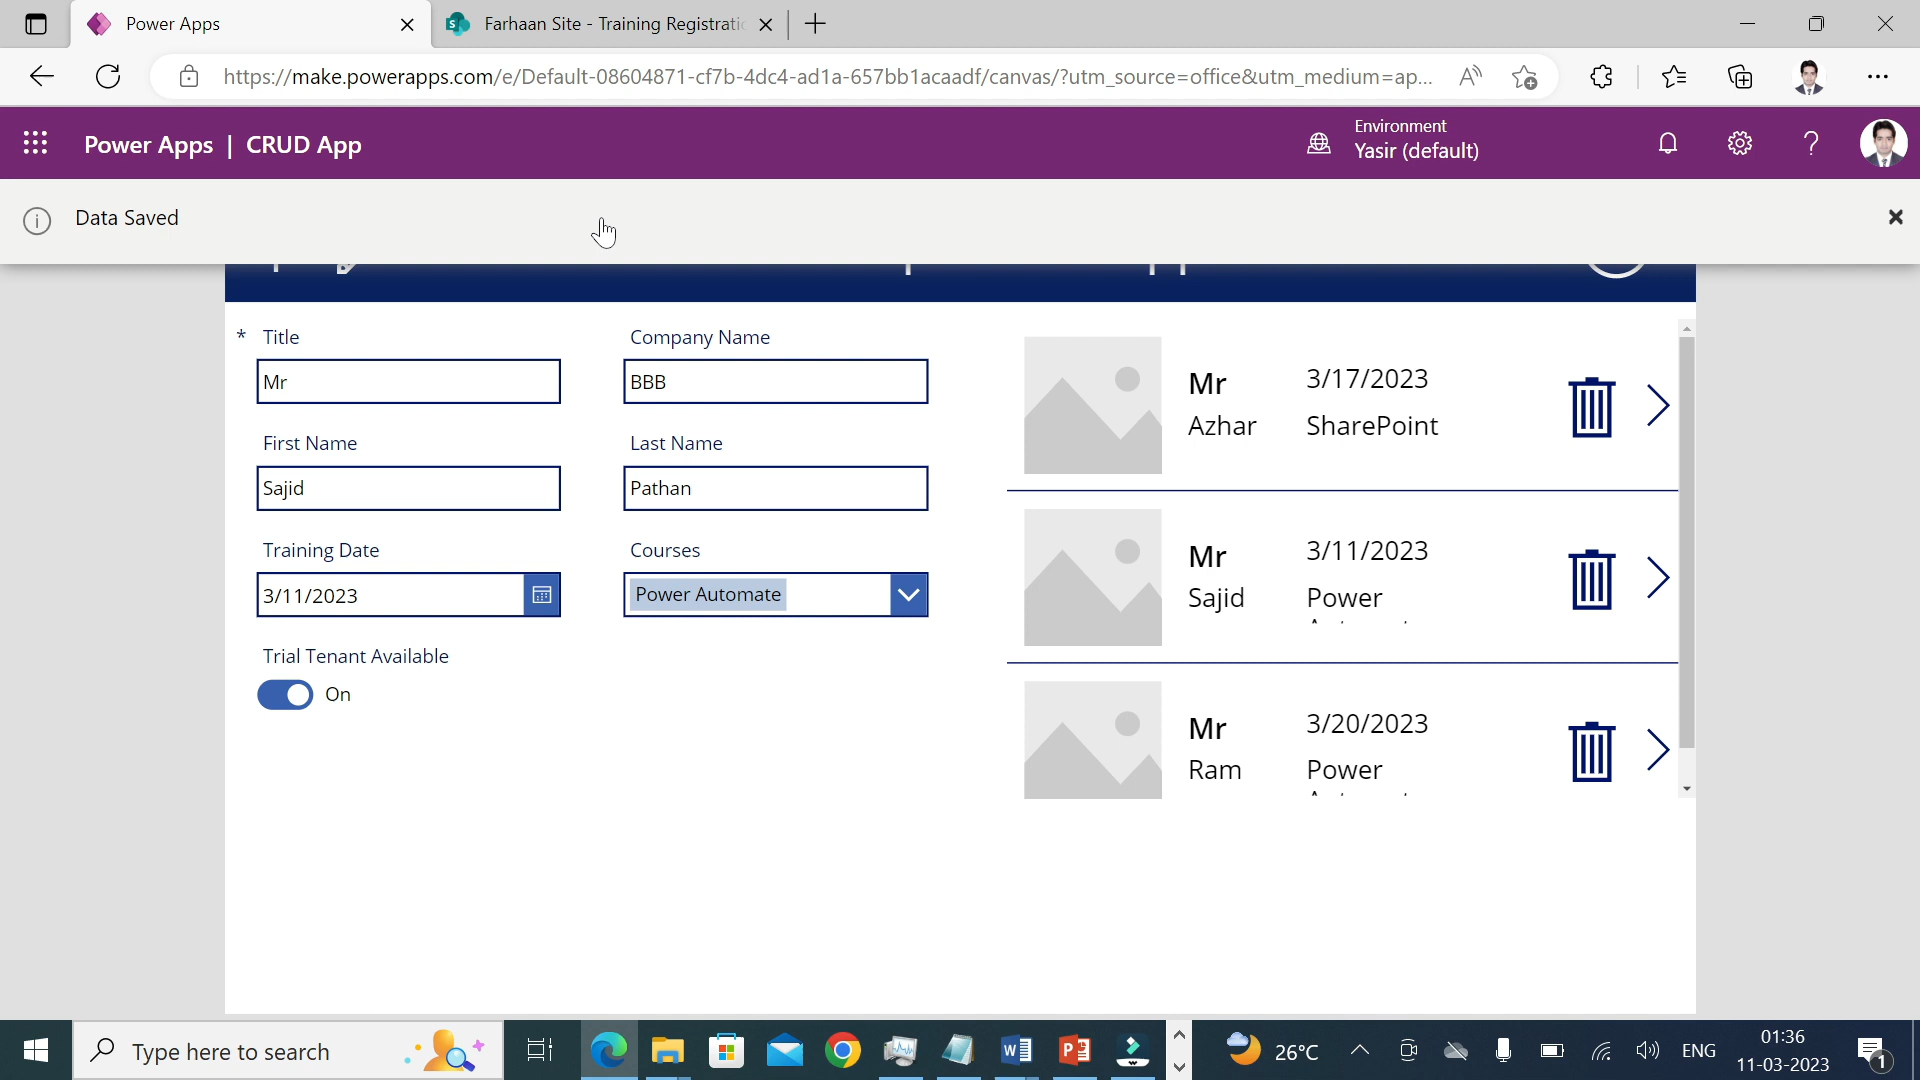 Power Apps
Farhaan Site - Training Registratic
https://make.powerapps.com/e/Default-08604871-cf7b-4dc4-ad1a-657bb1acaadf/canvas/?utm_source=office&utm_medium=ap...
Power Apps | CRUD App
Environment
Yasir (default)
Data Saved
* Title
Mr
Company Name
BBB
First Name
Sajid
Last Name
Pathan
Training Date
3/11/2023
Courses
Power Automate
Trial Tenant Available
On
Mr 3/17/2023
Azhar SharePoint
Mr 3/11/2023
Sajid Power
Mr 3/20/2023
Ram Power
Type here to search
26°C
ENG
01:36
11-03-2023
1